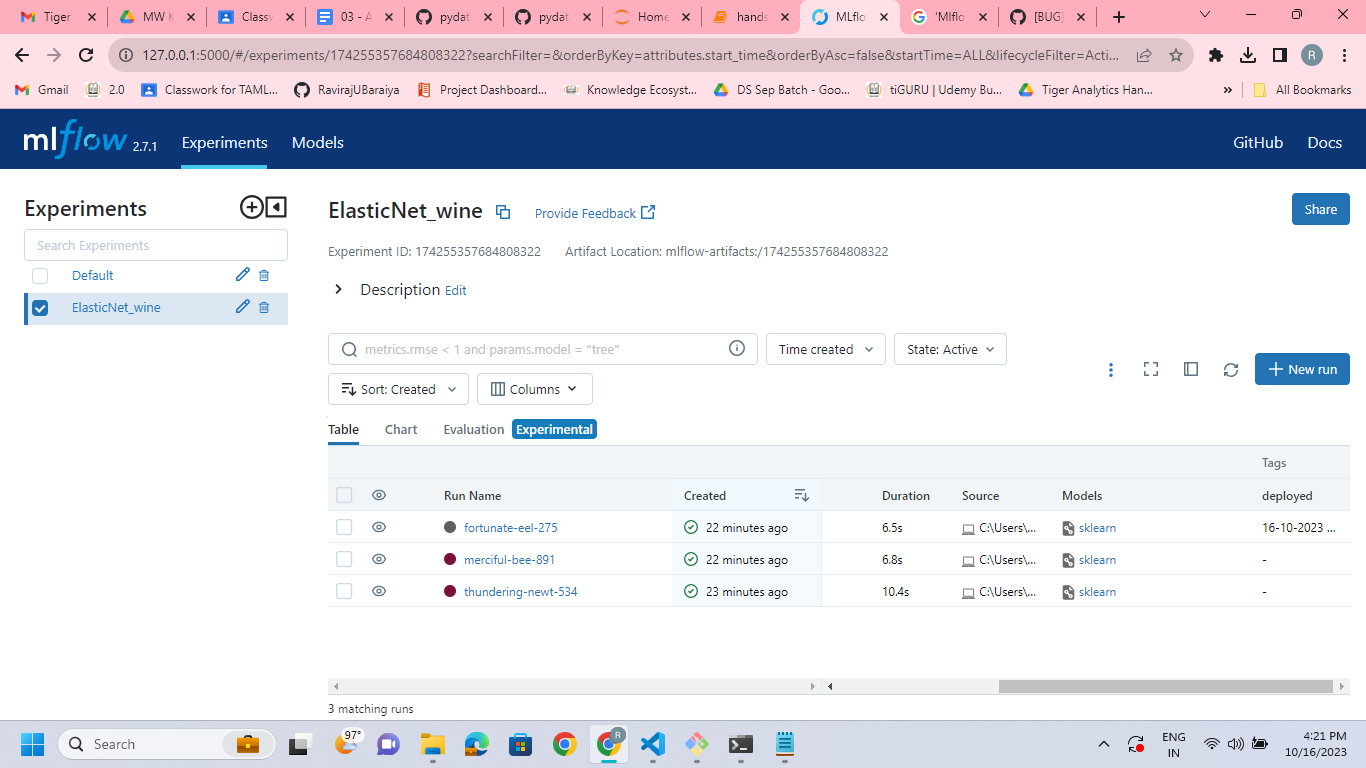 Tiger
MW K
Classw
03 - A
pydat
pydat
Home
hands
MLflo
'Mlflo
[BUG]
127.0.0.1:5000/#/experiments/174255357684808322?searchFilter=&orderByKey=attributes.start_time&orderByAsc=false&startTime=ALL&lifecycleFilter=Acti...
R
Gmail
2.0
Classwork for TAML...
RavirajUBaraiya
Project Dashboard...
Knowledge Ecosyst...
DS Sep Batch - Goo...
tiGURU | Udemy Bu...
Tiger Analytics Han...
»
All Bookmarks
mlflow 2.7.1
Experiments
Models
GitHub
Docs
Experiments
Search Experiments
Default
ElasticNet_wine
ElasticNet_wine
Provide Feedback
Share
Experiment ID: 174255357684808322
Artifact Location: mlflow-artifacts:/174255357684808322
Description Edit
metrics.rmse < 1 and params.model = "tree"
Time created
State: Active
Sort: Created
Columns
New run
Table
Chart
Evaluation
Experimental
Tags
Run Name
Created
Duration
Source
Models
deployed
fortunate-eel-275
22 minutes ago
6.5s
C:\Users\...
sklearn
16-10-2023 ...
merciful-bee-891
22 minutes ago
6.8s
C:\Users\...
sklearn
-
thundering-newt-534
23 minutes ago
10.4s
C:\Users\...
sklearn
-
3 matching runs
Search
97°
R
ENG
IN
4:21 PM
10/16/2023